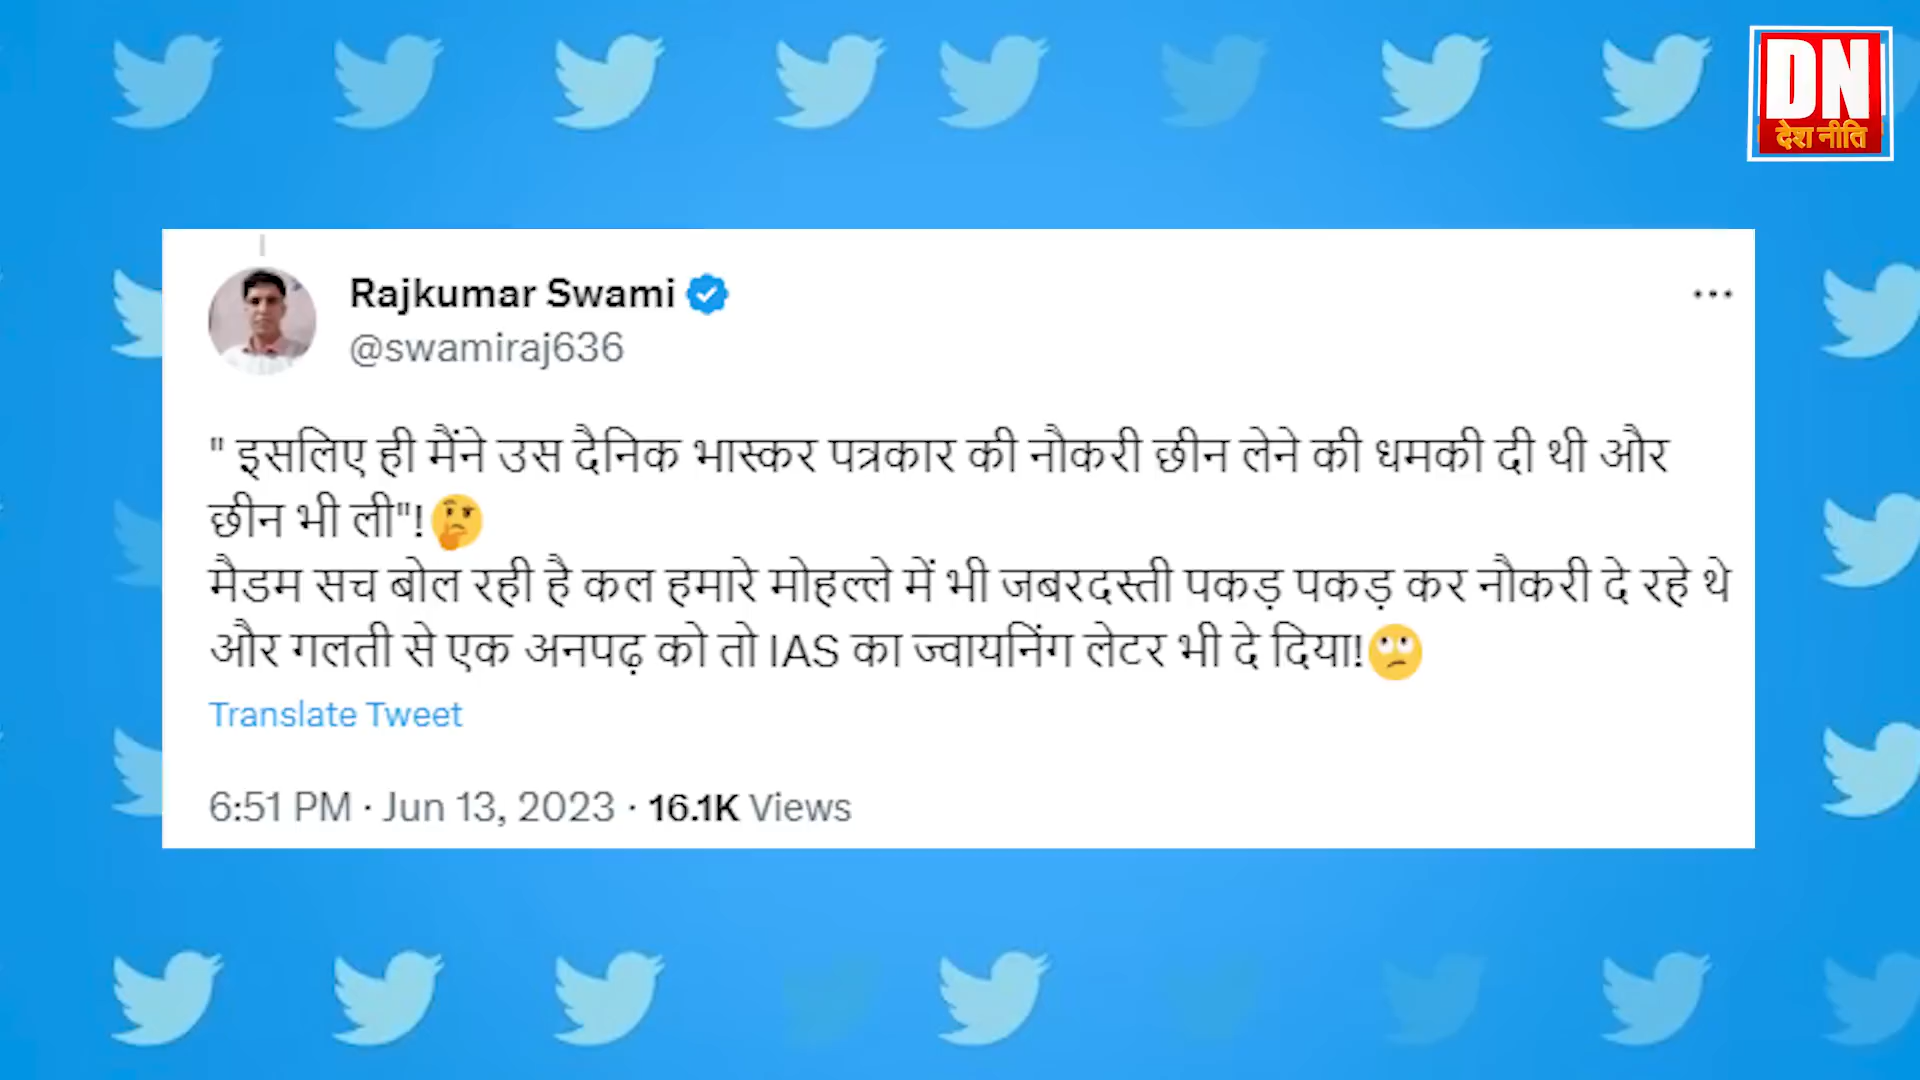 DN
देश नीति
Rajkumar Swami
@swamiraj636
" इसलिए ही मैंने उस दैनिक भास्कर पत्रकार की नौकरी छीन लेने की धमकी दी थी और
छीन भी ली"!🤔
मैडम सच बोल रही है कल हमारे मोहल्ले में भी जबरदस्ती पकड़ पकड़ कर नौकरी दे रहे थे
और गलती से एक अनपढ़ को तो IAS का ज्वायनिंग लेटर भी दे दिया!🙄
Translate Tweet
6:51 PM · Jun 13, 2023 · 16.1K Views